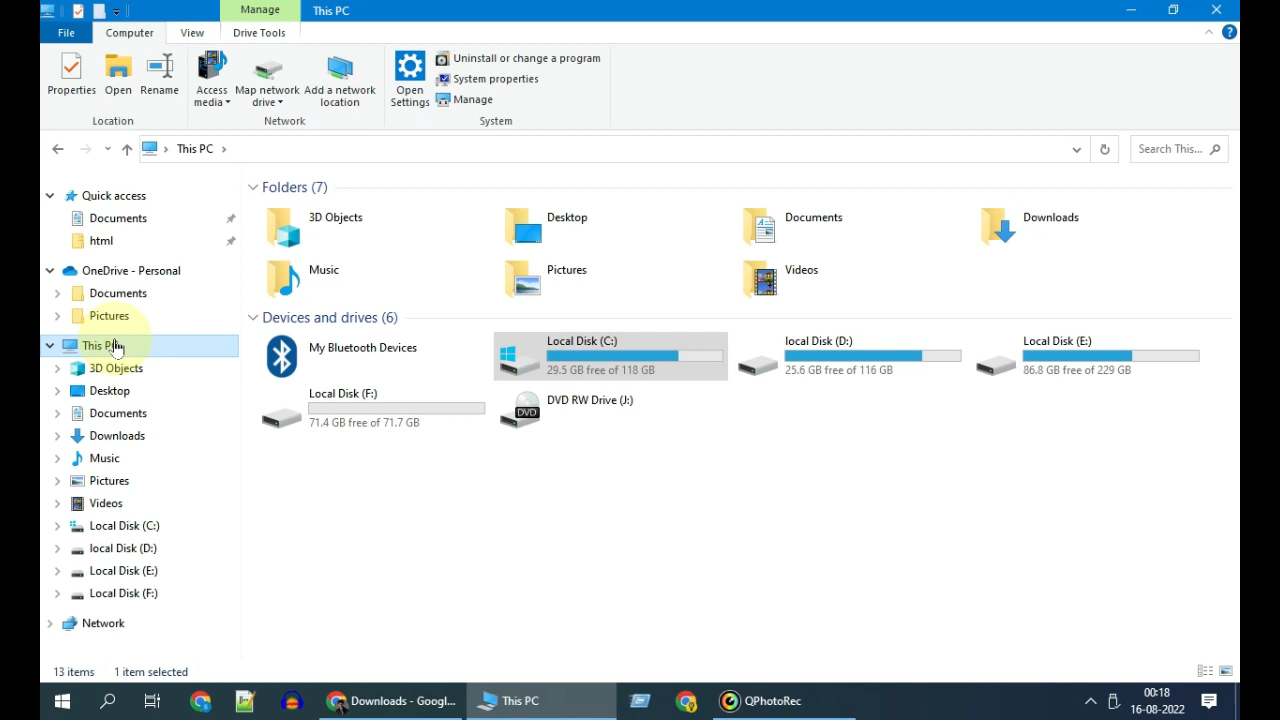 Manage
This PC
File
Computer
View
Drive Tools
Properties
Open
Rename
Access
media
Map network
drive
Add a network
location
Open
Settings
Uninstall or change a program
System properties
Manage
Location
Network
System
This PC
Search This...
Quick access
Documents
html
OneDrive - Personal
Documents
Pictures
This
3D Objects
Desktop
Documents
Downloads
Music
Pictures
Videos
Local Disk (C:)
local Disk (D:)
Local Disk (E:)
Local Disk (F:)
Network
Folders (7)
3D Objects
Desktop
Documents
Downloads
Music
Pictures
Videos
Devices and drives (6)
My Bluetooth Devices
Local Disk (C:)
29.5 GB free of 118 GB
local Disk (D:)
25.6 GB free of 116 GB
Local Disk (E:)
86.8 GB free of 229 GB
Local Disk (F:)
71.4 GB free of 71.7 GB
DVD
DVD RW Drive (J:)
13 items
1 item selected
Downloads - Googl...
This PC
QPhotoRec
00:18
16-08-2022